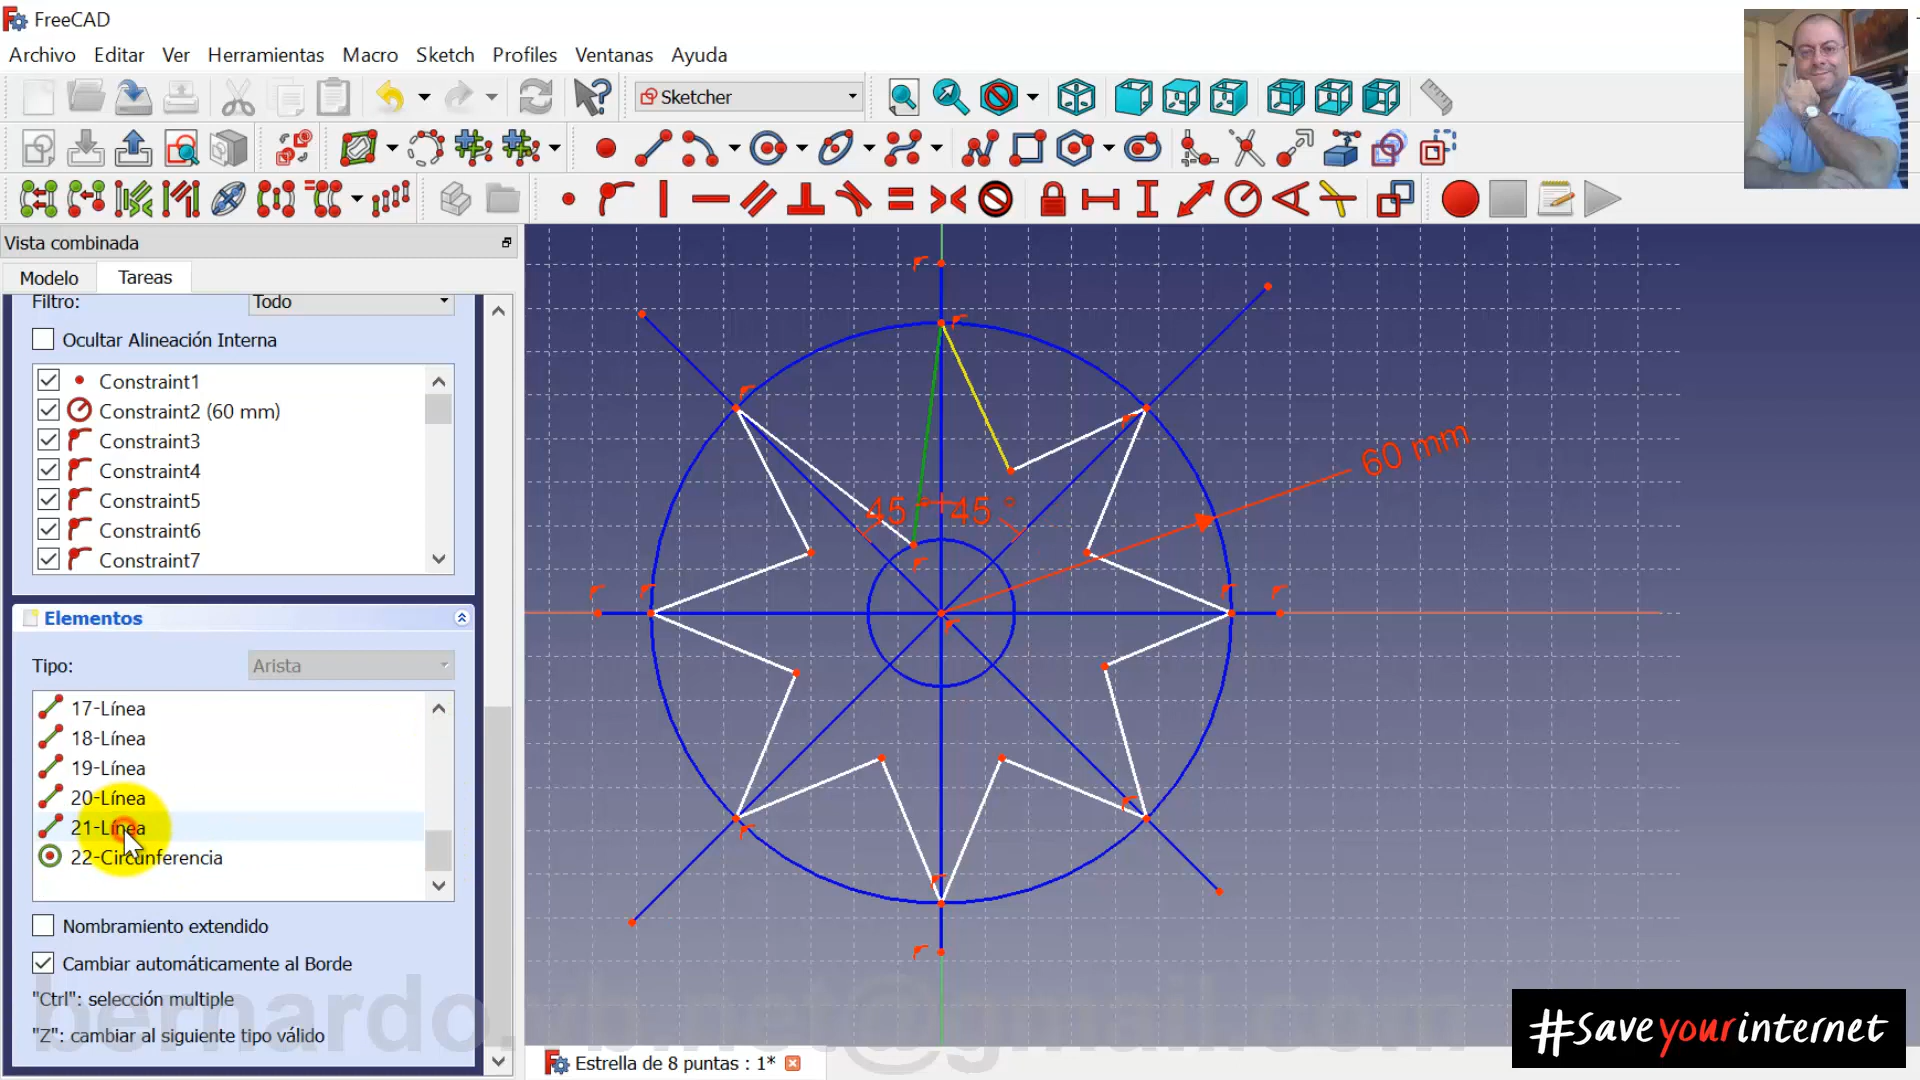 FreeCAD
Archivo Editar Ver Herramientas Macro Sketch Profiles Ventanas Ayuda
Sketcher
Vista combinada
Modelo Tareas
Filtro: Todo
Ocultar Alineación Interna
Constraint1
Constraint2 (60 mm)
Constraint3
Constraint4
Constraint5
Constraint6
Constraint7
Elementos
Tipo: Arista
17-Línea
18-Línea
19-Línea
20-Línea
21-Línea
22-Circunferencia
Nombramiento extendido
Cambiar automáticamente al Borde
"Ctrl": selección multiple
"Z": cambiar al siguiente tipo válido
45 ° 45 °
60 mm
#Saveyourinternet
Estrella de 8 puntas : 1*